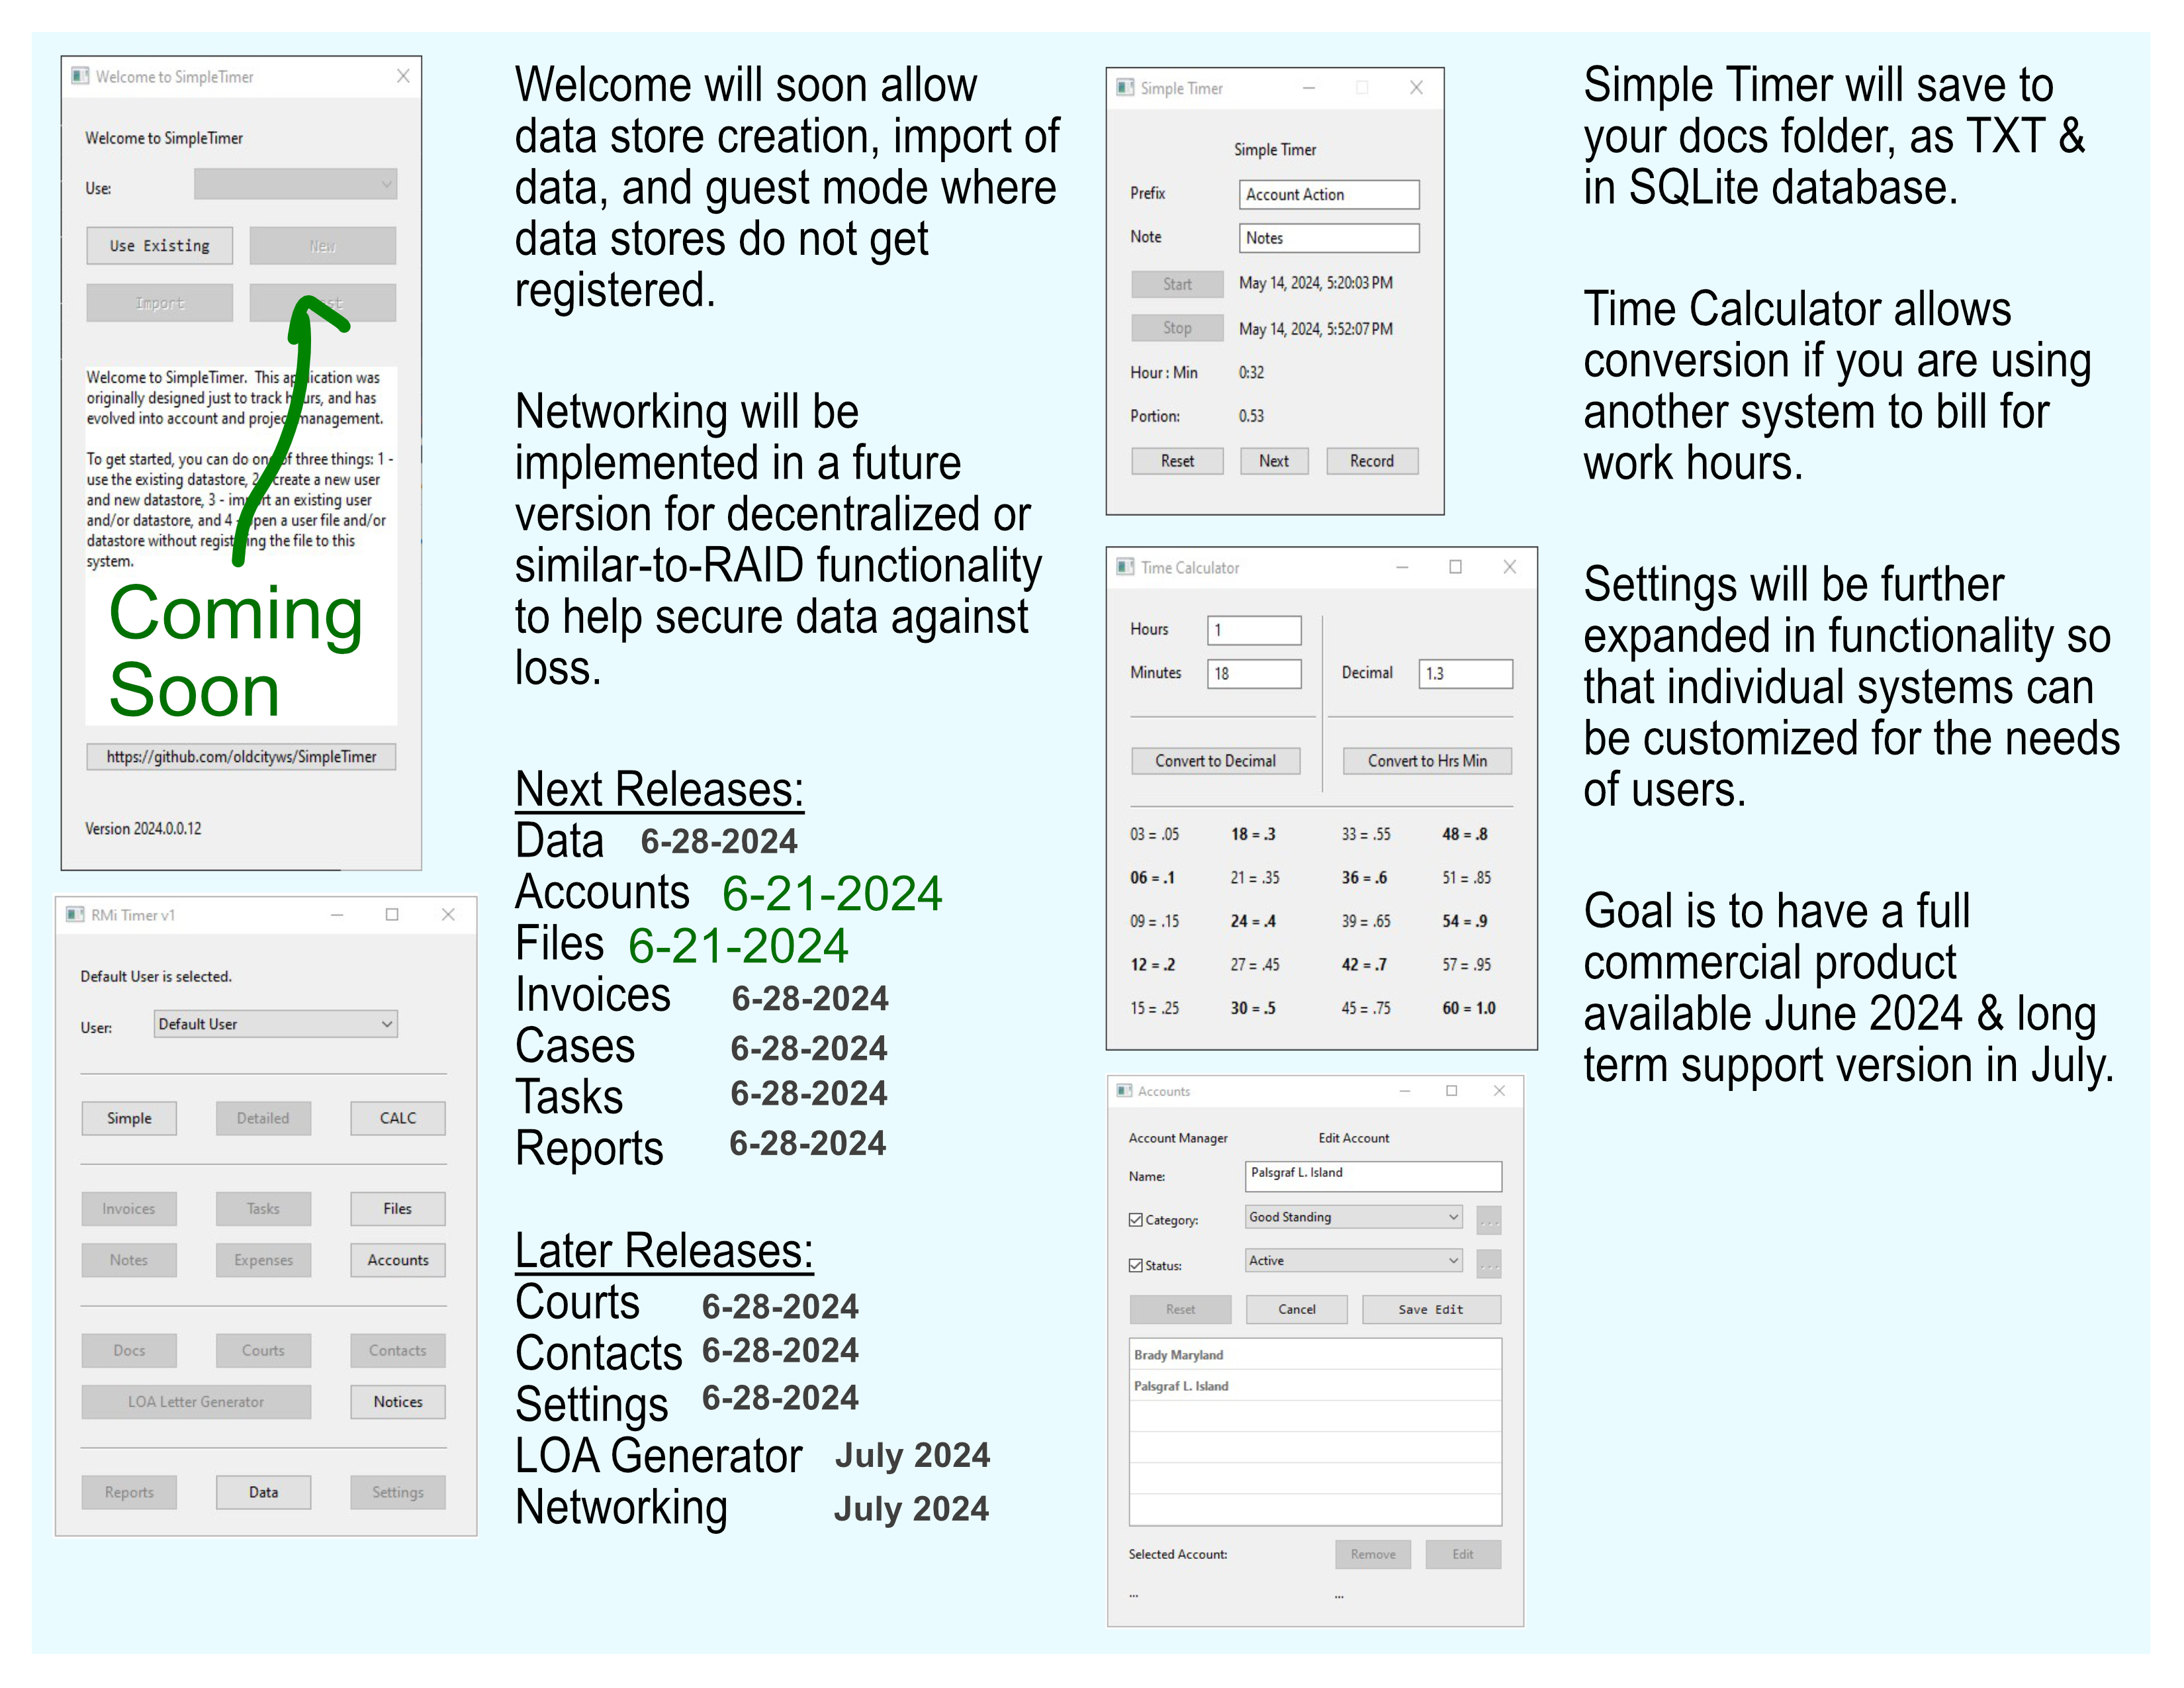 Welcome to SimpleTimer
Welcome to SimpleTimer
Use:
Use Existing
New
Import
Welcome to SimpleTimer. This application was
originally designed just to track hours, and has
evolved into account and project management.
To get started, you can do one of three things: 1 -
use the existing datastore, 2 - create a new user
and new datastore, 3 - import an existing user
and/or datastore, and 4 - open a user file and/or
datastore without registering the file to this
system.
Coming
Soon
https://github.com/oldcityws/SimpleTimer
Version 2024.0.0.12
RMi Timer v1
Default User is selected.
User: Default User
Simple Detailed CALC
Invoices Tasks Files
Notes Expenses Accounts
Docs Courts Contacts
LOA Letter Generator Notices
Reports Data Settings
Welcome will soon allow
data store creation, import of
data, and guest mode where
data stores do not get
registered.
Networking will be
implemented in a future
version for decentralized or
similar-to-RAID functionality
to help secure data against
loss.
Next Releases:
Data 6-28-2024
Accounts 6-21-2024
Files 6-21-2024
Invoices 6-28-2024
Cases 6-28-2024
Tasks 6-28-2024
Reports 6-28-2024
Later Releases:
Courts 6-28-2024
Contacts 6-28-2024
Settings 6-28-2024
LOA Generator July 2024
Networking July 2024
Simple Timer
Simple Timer
Prefix Account Action
Note Notes
Start May 14, 2024, 5:20:03 PM
Stop May 14, 2024, 5:52:07 PM
Hour : Min 0:32
Portion: 0.53
Reset Next Record
Time Calculator
Hours 1
Minutes 18 Decimal 1.3
Convert to Decimal Convert to Hrs Min
03 = .05 18 = .3 33 = .55 48 = .8
06 = .1 21 = .35 36 = .6 51 = .85
09 = .15 24 = .4 39 = .65 54 = .9
12 = .2 27 = .45 42 = .7 57 = .95
15 = .25 30 = .5 45 = .75 60 = 1.0
Accounts
Account Manager Edit Account
Name: Palsgraf L. Island
Category: Good Standing ...
Status: Active ...
Reset Cancel Save Edit
Brady Maryland
Palsgraf L. Island
Selected Account: Remove Edit
... ...
Simple Timer will save to
your docs folder, as TXT &
in SQLite database.
Time Calculator allows
conversion if you are using
another system to bill for
work hours.
Settings will be further
expanded in functionality so
that individual systems can
be customized for the needs
of users.
Goal is to have a full
commercial product
available June 2024 & long
term support version in July.